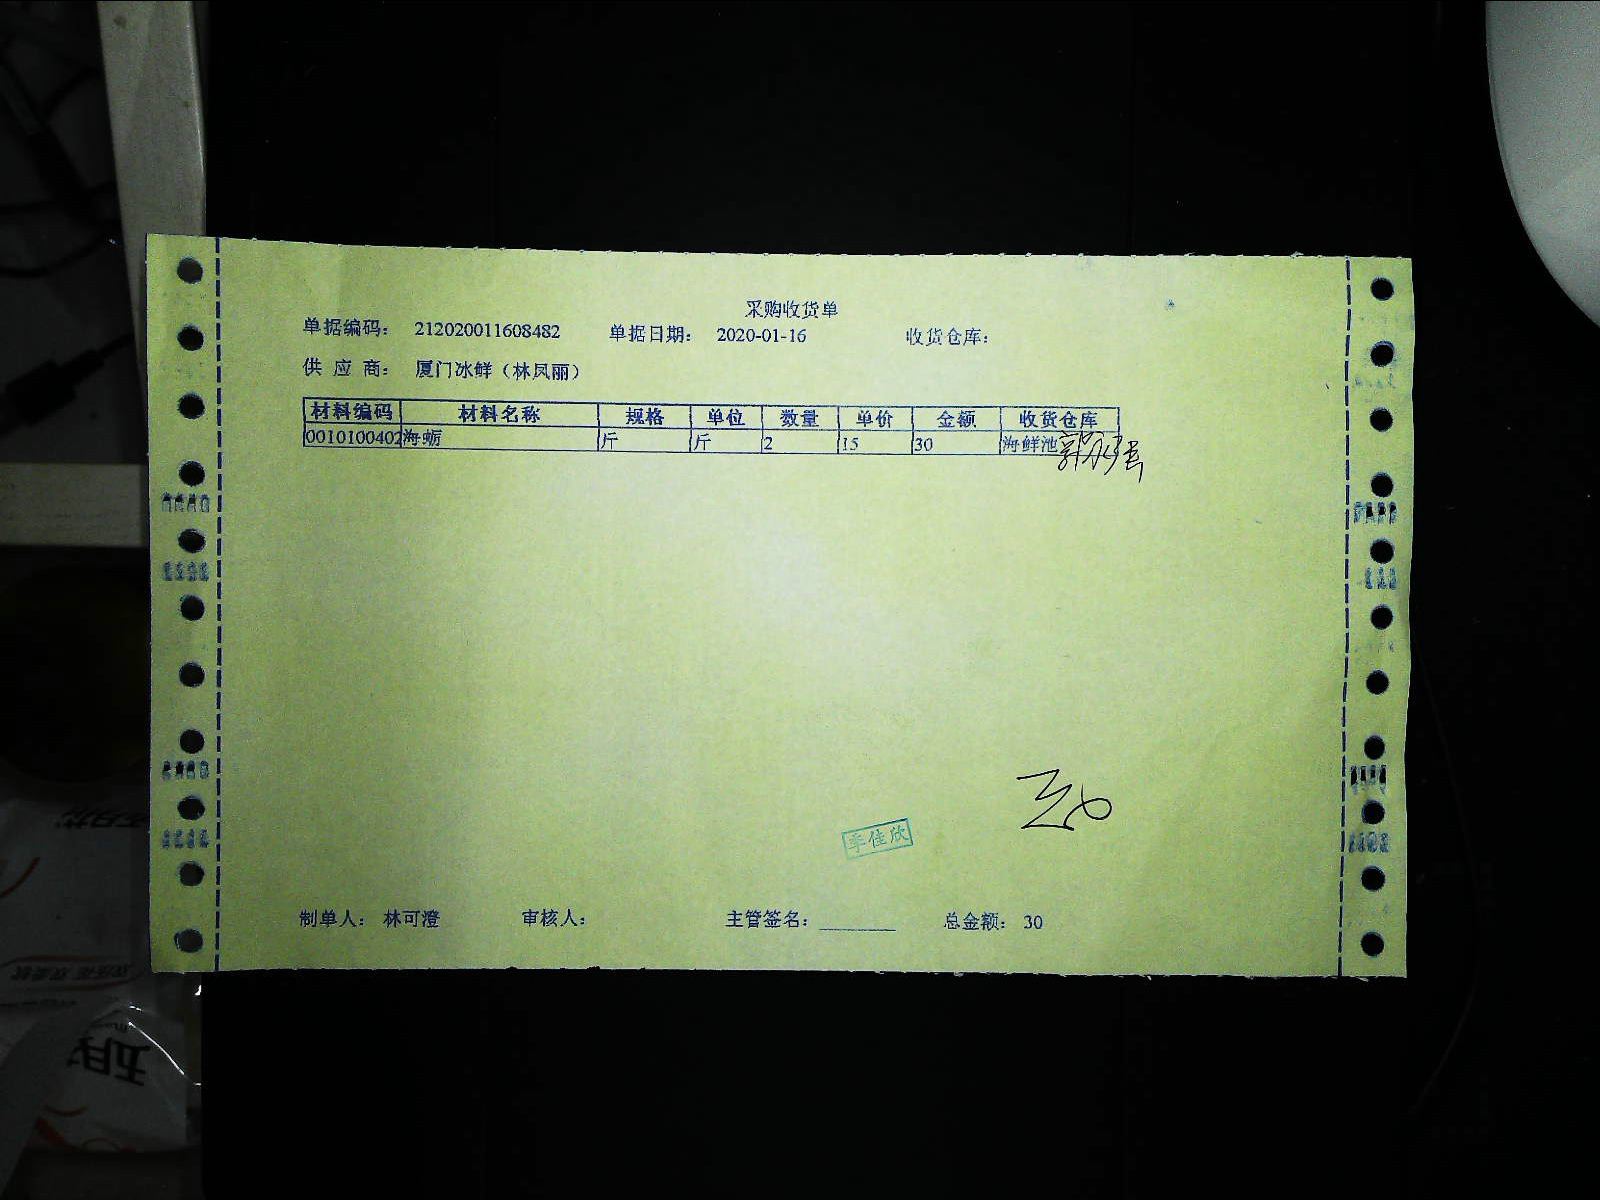 采购收货单
单据编码： 212020011608482 单据日期： 2020-01-16 收货仓库：
供 应 商： 厦门冰鲜（林凤丽）
材料编码 材料名称 规格 单位 数量 单价 金额 收货仓库
0010100402 海蛎 斤 斤 2 15 30 海鲜池
李佳欣
制单人： 林可澄 审核人： 主管签名： ________ 总金额： 30